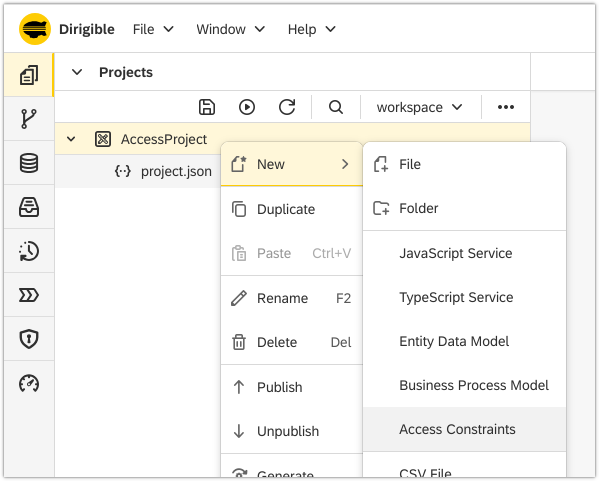 Dirigible File Window Help
Projects
workspace
AccessProject
project.json
New
Duplicate
Paste Ctrl+V
Rename F2
Delete Del
Publish
Unpublish
Generate
File
Folder
JavaScript Service
TypeScript Service
Entity Data Model
Business Process Model
Access Constraints
CSV File